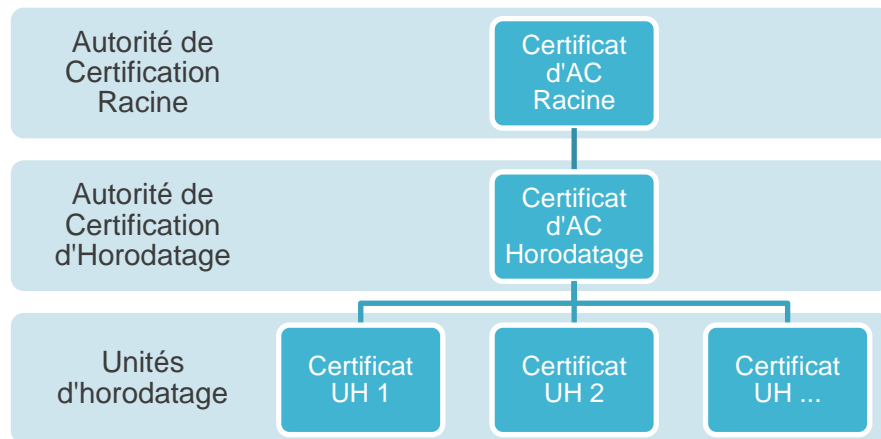 Autorité de
Certification
Racine
Certificat
d'AC
Racine
Autorité de
Certification
d'Horodatage
Certificat
d'AC
Horodatage
Unités
d'horodatage
Certificat
UH 1
Certificat
UH 2
Certificat
UH ...